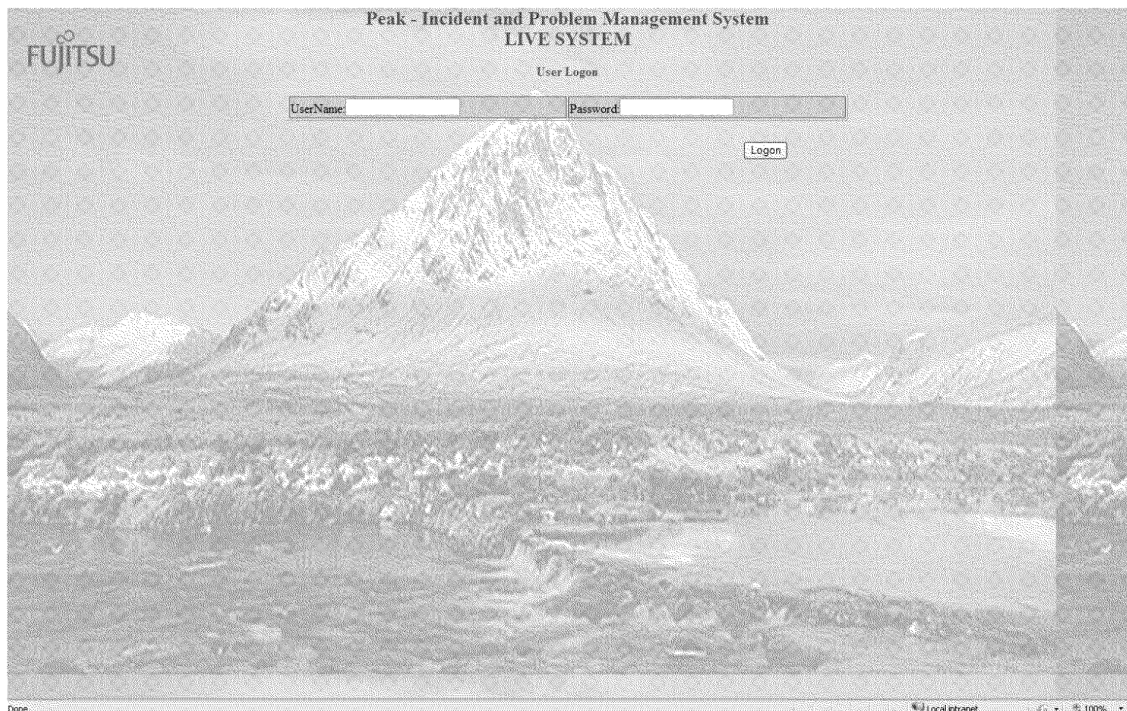 Peak - Incident and Problem Management System
LIVE SYSTEM
FUJITSU
User Logon
UserName:
Password:
Logon
Done
Local intranet
100%